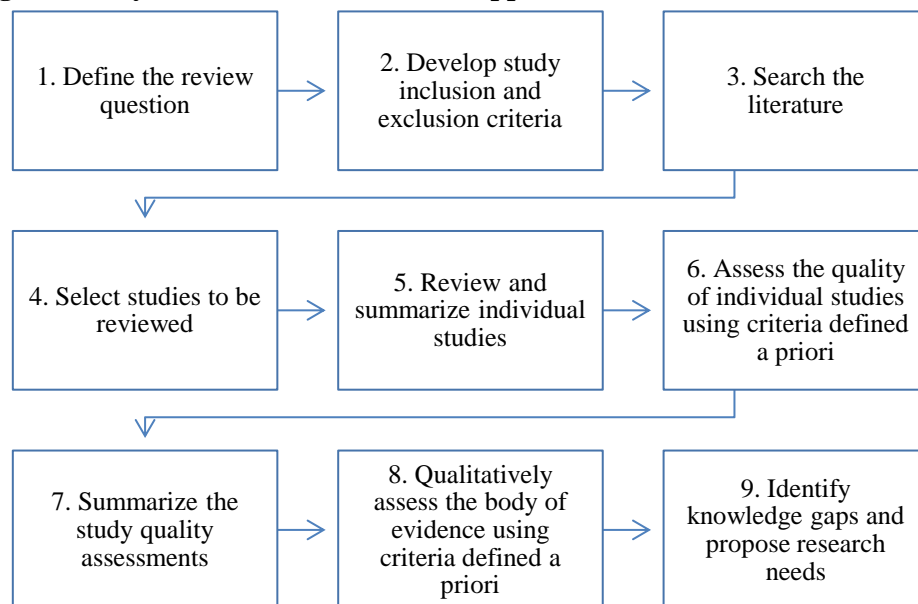 1. Define the review
question
2. Develop study
inclusion and
exclusion criteria
3. Search the
literature
4. Select studies to be
reviewed
5. Review and
summarize individual
studies
6. Assess the quality
of individual studies
using criteria defined
a priori
7. Summarize the
study quality
assessments
8. Qualitatively
assess the body of
evidence using
criteria defined a
priori
9. Identify
knowledge gaps and
propose research
needs